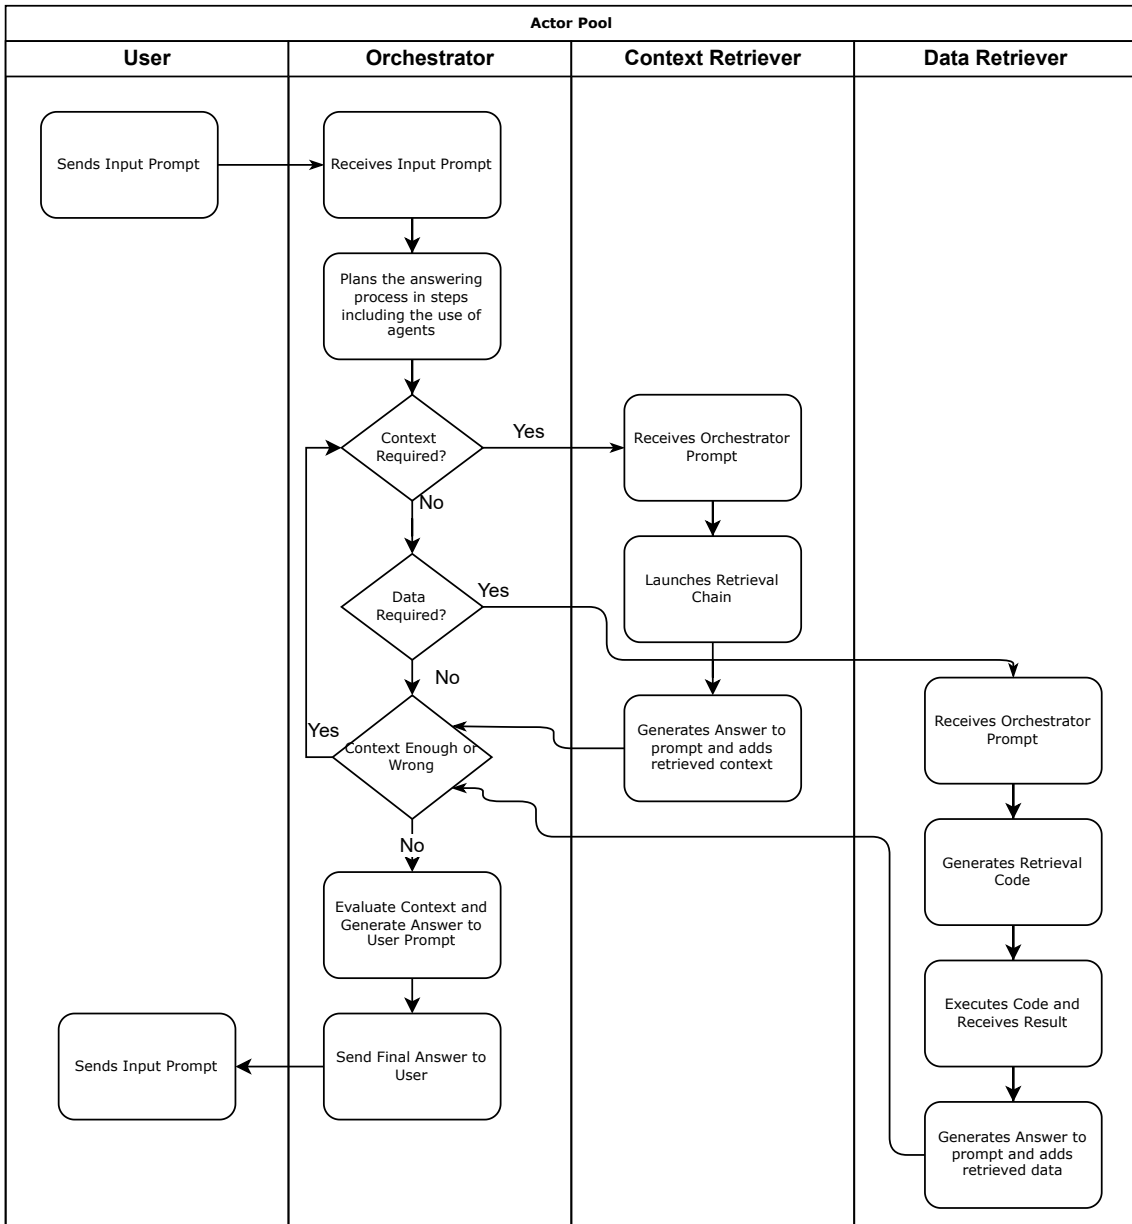 Actor Pool
User
Orchestrator
Context Retriever
Data Retriever
Sends Input Prompt
Receives Input Prompt
Plans the answering
process in steps
including the use of
agents
Context
Required?
Yes
Receives Orchestrator
Prompt
No
Launches Retrieval
Chain
Data
Required?
Yes
No
Generates Answer to
prompt and adds
retrieved context
Receives Orchestrator
Prompt
Yes
Context Enough or
Wrong
No
Generates Retrieval
Code
Evaluate Context and
Generate Answer to
User Prompt
Executes Code and
Receives Result
Send Final Answer to
User
Sends Input Prompt
Generates Answer to
prompt and adds
retrieved data